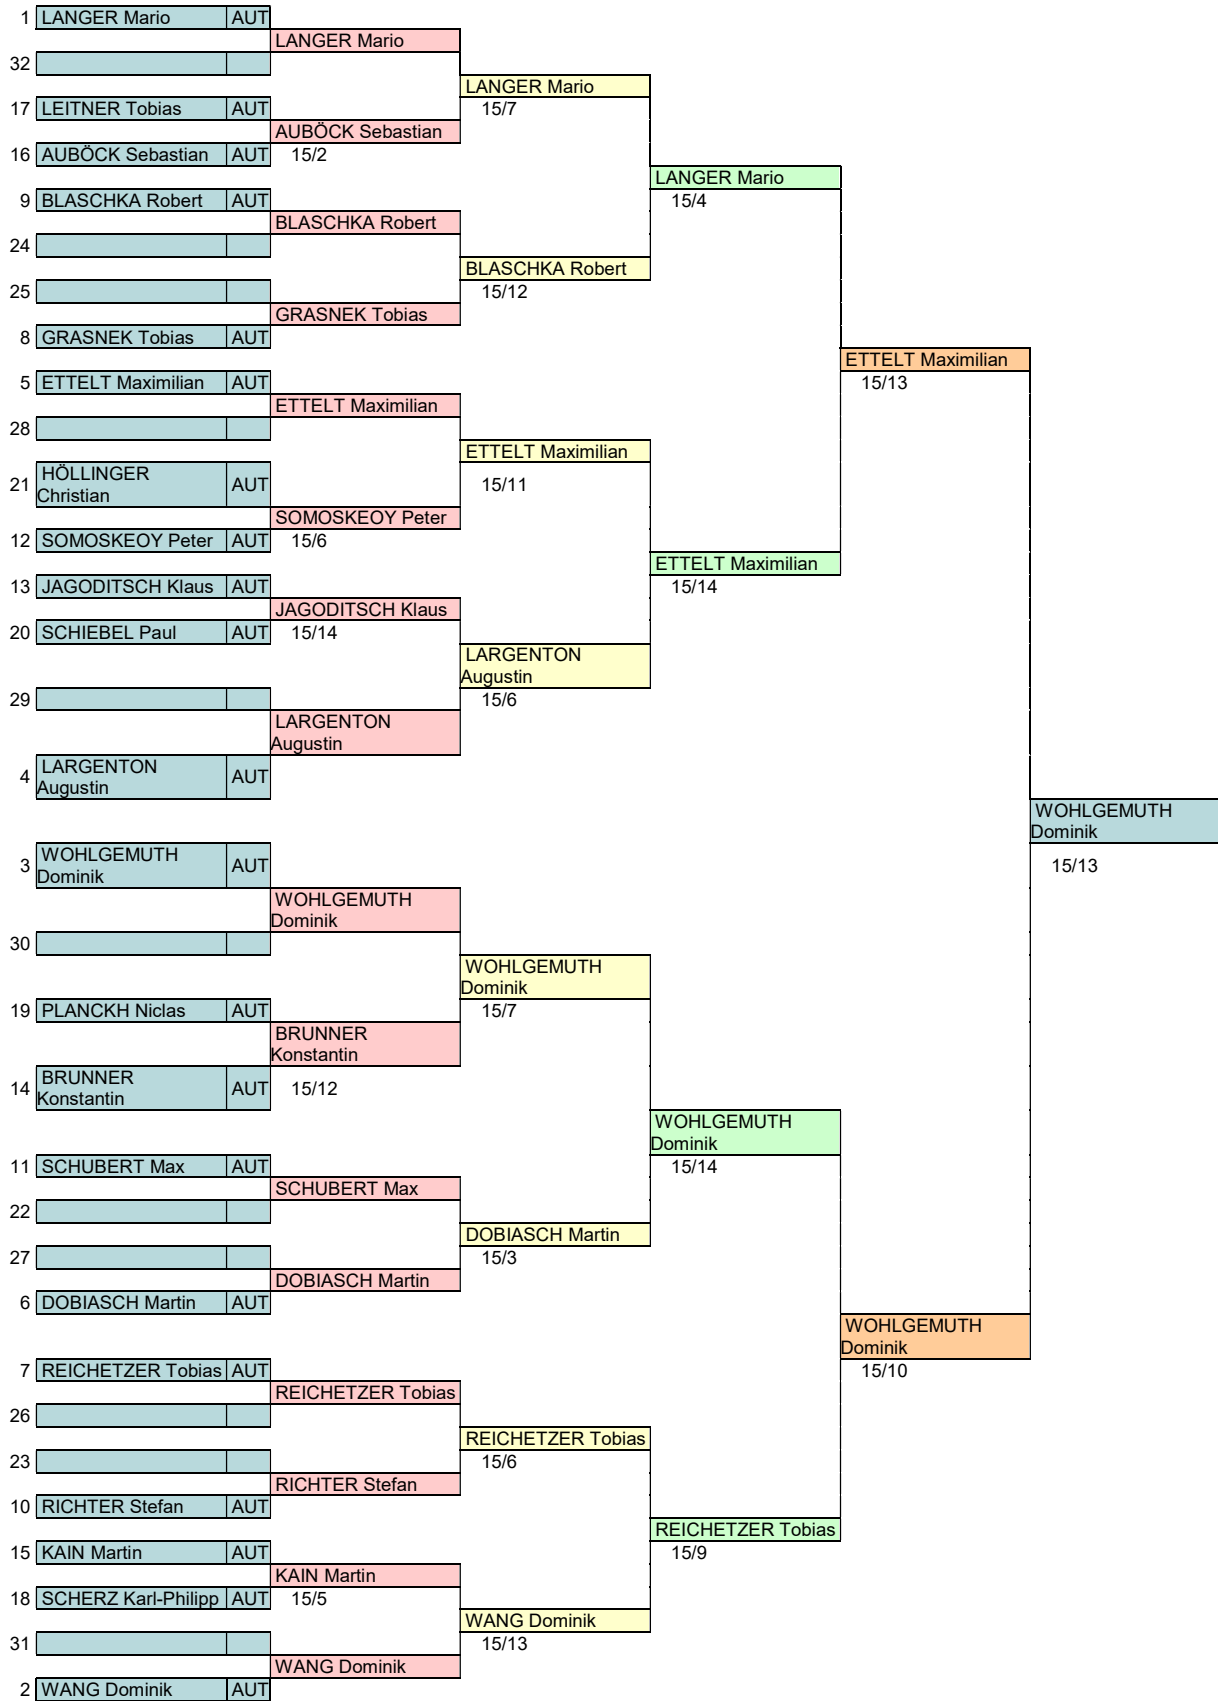 1 LANGER Mario AUT
LANGER Mario
32
LANGER Mario
17 LEITNER Tobias AUT 15/7
AUBÖCK Sebastian
16 AUBÖCK Sebastian AUT 15/2
LANGER Mario
9 BLASCHKA Robert AUT 15/4
BLASCHKA Robert
24
BLASCHKA Robert
25 15/12
GRASNEK Tobias
8 GRASNEK Tobias AUT
ETTELT Maximilian
5 ETTELT Maximilian AUT 15/13
ETTELT Maximilian
28
ETTELT Maximilian
HÖLLINGER
21 AUT 15/11
Christian
SOMOSKEOY Peter
12 SOMOSKEOY Peter AUT 15/6
ETTELT Maximilian
13 JAGODITSCH Klaus AUT 15/14
JAGODITSCH Klaus
20 SCHIEBEL Paul AUT 15/14
LARGENTON
Augustin
29 15/6
LARGENTON
Augustin
LARGENTON
4 AUT
Augustin
WOHLGEMUTH
Dominik
WOHLGEMUTH
3 AUT 15/13
Dominik
WOHLGEMUTH
Dominik
30
WOHLGEMUTH
Dominik
19 PLANCKH Niclas AUT 15/7
BRUNNER
Konstantin
BRUNNER
14 AUT 15/12
Konstantin
WOHLGEMUTH
Dominik
11 SCHUBERT Max AUT 15/14
SCHUBERT Max
22
DOBIASCH Martin
27 15/3
DOBIASCH Martin
6 DOBIASCH Martin AUT
WOHLGEMUTH
Dominik
7 REICHETZER Tobias AUT 15/10
REICHETZER Tobias
26
REICHETZER Tobias
23 15/6
RICHTER Stefan
10 RICHTER Stefan AUT
REICHETZER Tobias
15 KAIN Martin AUT 15/9
KAIN Martin
18 SCHERZ Karl-Philipp AUT 15/5
WANG Dominik
31 15/13
WANG Dominik
2 WANG Dominik AUT